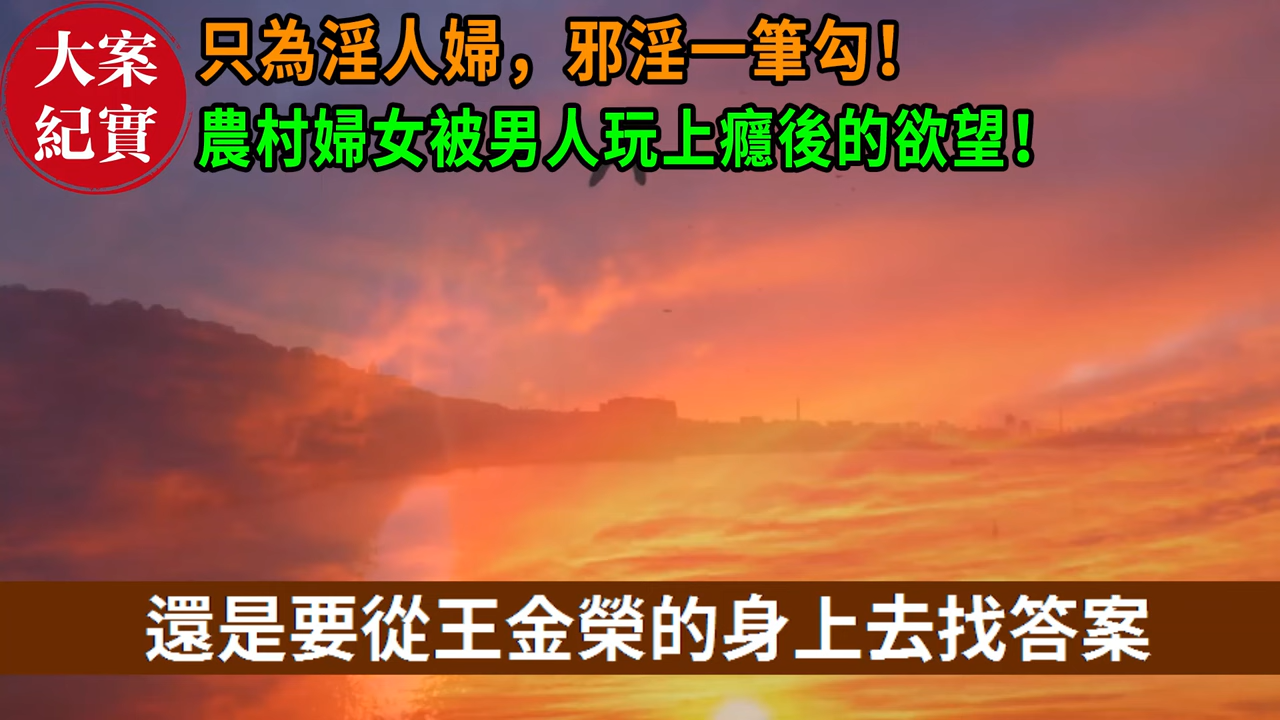 大案
紀實
只為淫人婦，邪淫一筆勾！
農村婦女被男人玩上癮後的欲望！
還是要從王金榮的身上去找答案